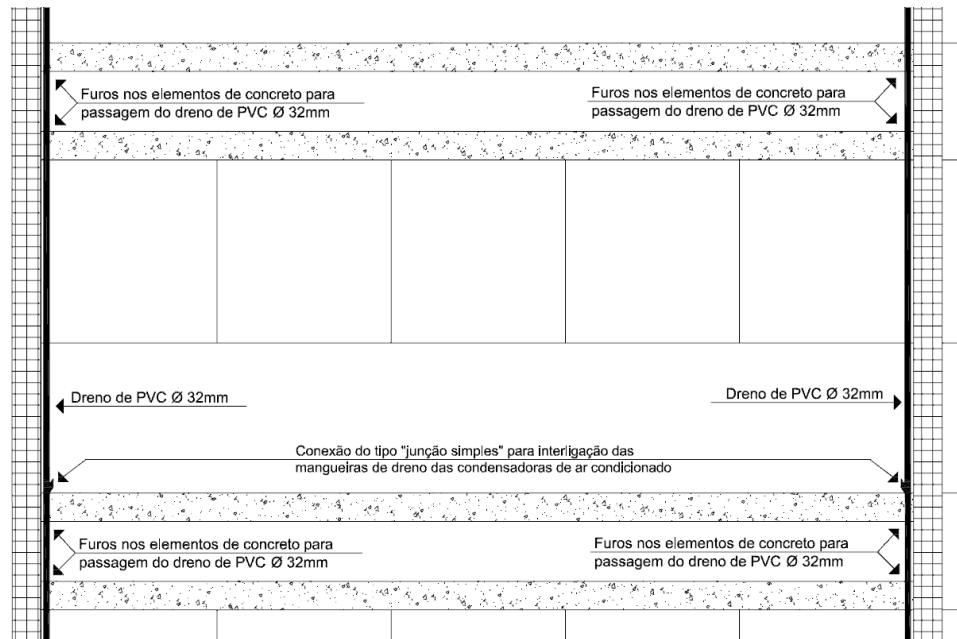 Furos nos elementos de concreto para
passagem do dreno de PVC Ø 32mm
Furos nos elementos de concreto para
passagem do dreno de PVC Ø 32mm
Dreno de PVC Ø 32mm
Dreno de PVC Ø 32mm
Conexão do tipo "junção simples" para interligação das
mangueiras de dreno das condensadoras de ar condicionado
Furos nos elementos de concreto para
passagem do dreno de PVC Ø 32mm
Furos nos elementos de concreto para
passagem do dreno de PVC Ø 32mm